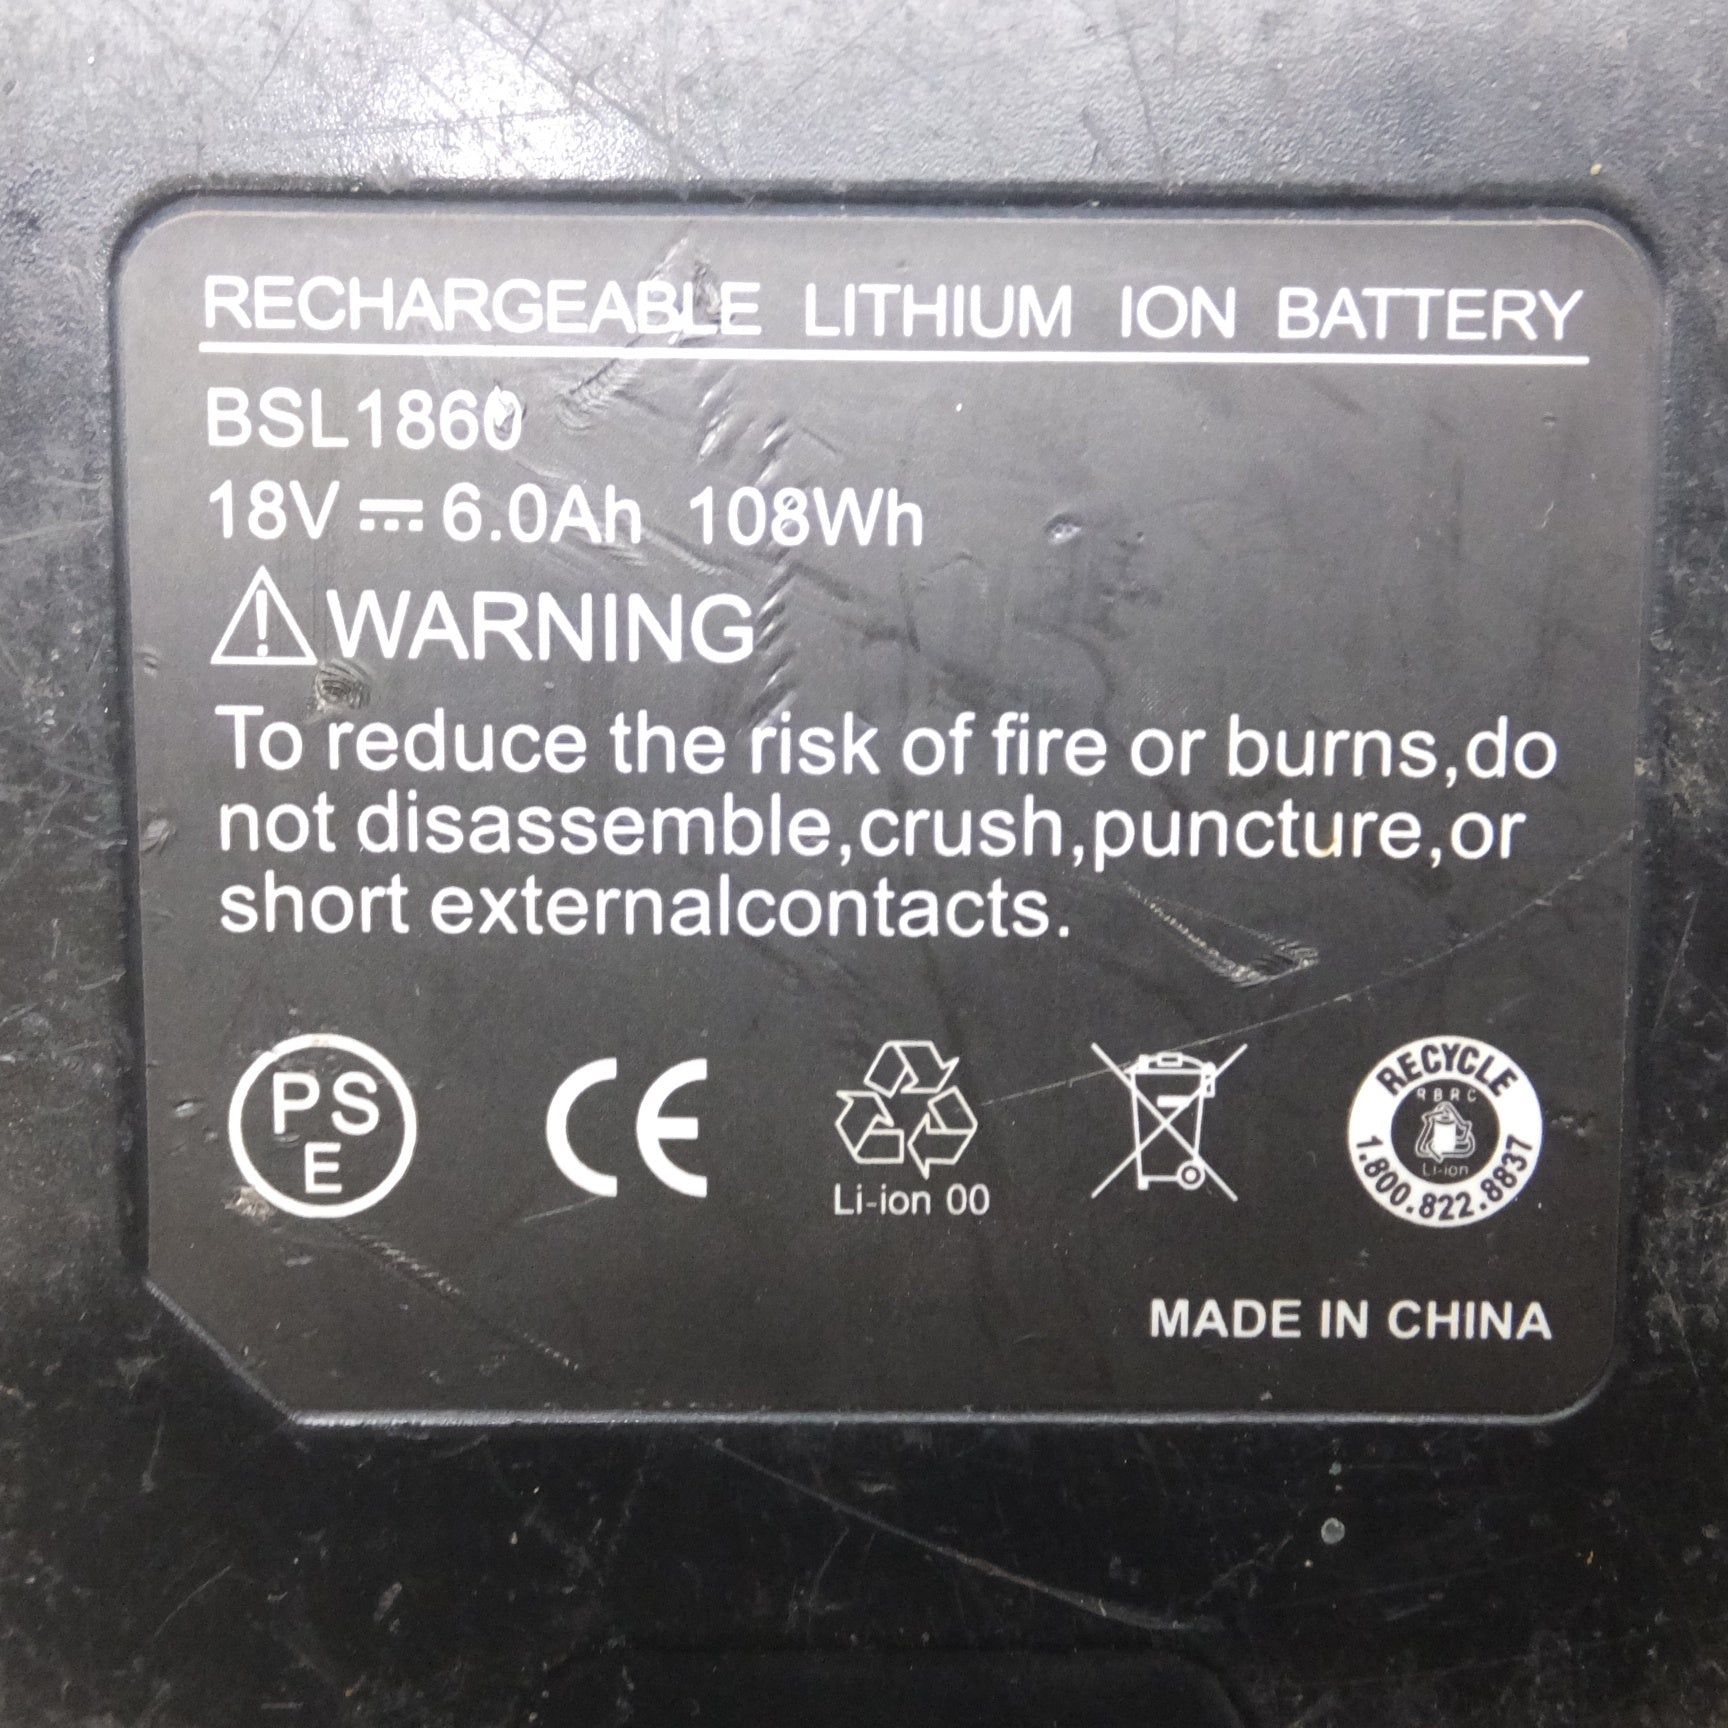 RECHARGEABLE LITHIUM ION BATTERY
BSL1860
18V ⎓ 6.0Ah 108Wh
⚠WARNING
To reduce the risk of fire or burns,do
not disassemble,crush,puncture,or
short externalcontacts.
PS
E
CE
Li-ion 00
RECYCLE
RBRC
Li-ion
1.800.822.8837
MADE IN CHINA